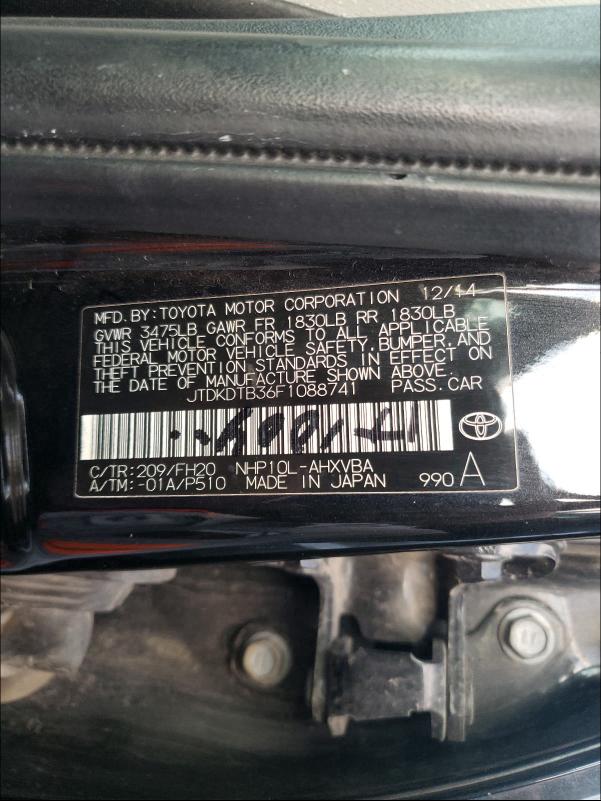 MFD. BY: TOYOTA MOTOR CORPORATION 12/14
GVWR 3475LB GAWR FR 1830LB RR 1830LB
THIS VEHICLE CONFORMS TO ALL APPLICABLE
FEDERAL MOTOR VEHICLE SAFETY, BUMPER, AND
THEFT PREVENTION STANDARDS IN EFFECT ON
THE DATE OF MANUFACTURE SHOWN ABOVE.
JTDKDTB36F1088741 PASS. CAR
C/TR: 209/FH20 NHP10L-AHXVBA
A/TM: -01A/P510 MADE IN JAPAN 990 A